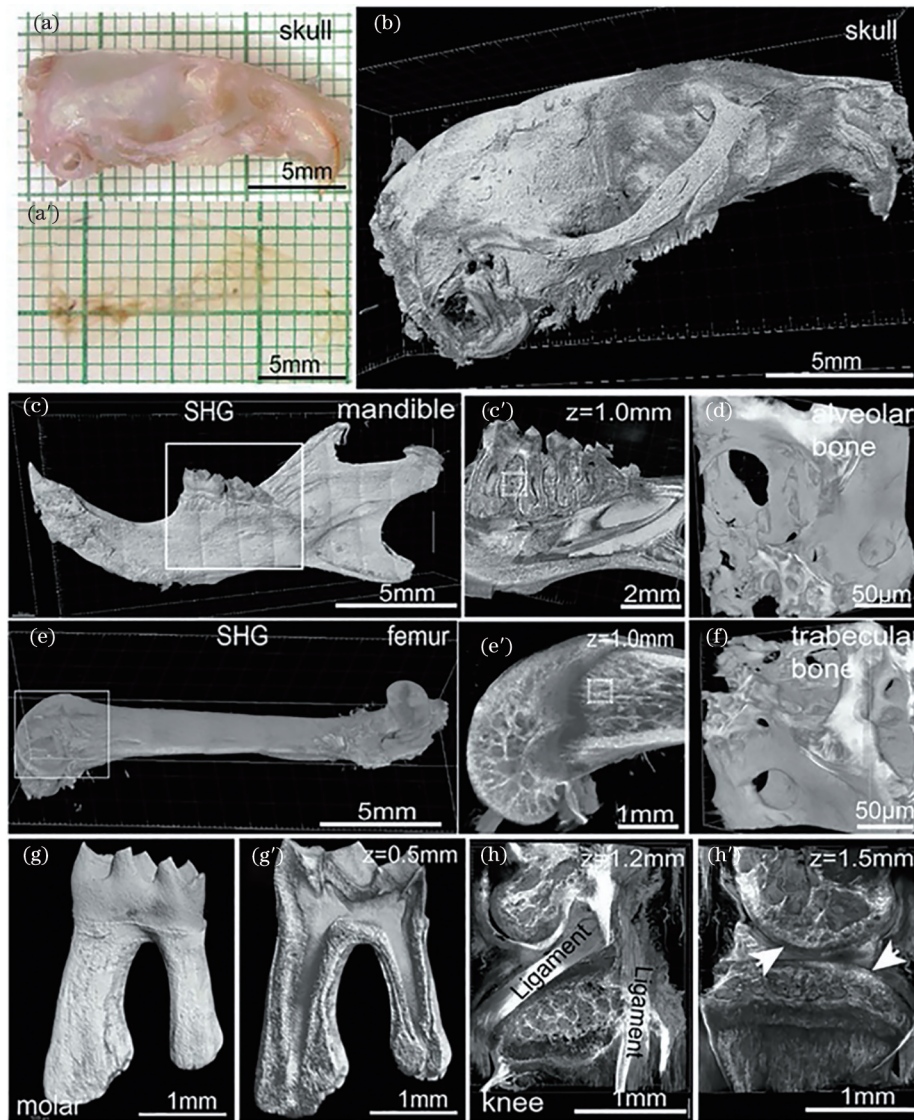 (a)
skull
5mm
(a′)
5mm
(b)
skull
5mm
(c)
SHG
mandible
5mm
(c′)
z=1.0mm
2mm
(d)
alveolar
bone
50μm
(e)
SHG
femur
5mm
(e′)
z=1.0mm
1mm
(f)
trabecular
bone
50μm
(g)
molar
1mm
(g′)
z=0.5mm
1mm
(h)
z=1.2mm
Ligament
Ligament
knee
1mm
(h′)
z=1.5mm
1mm